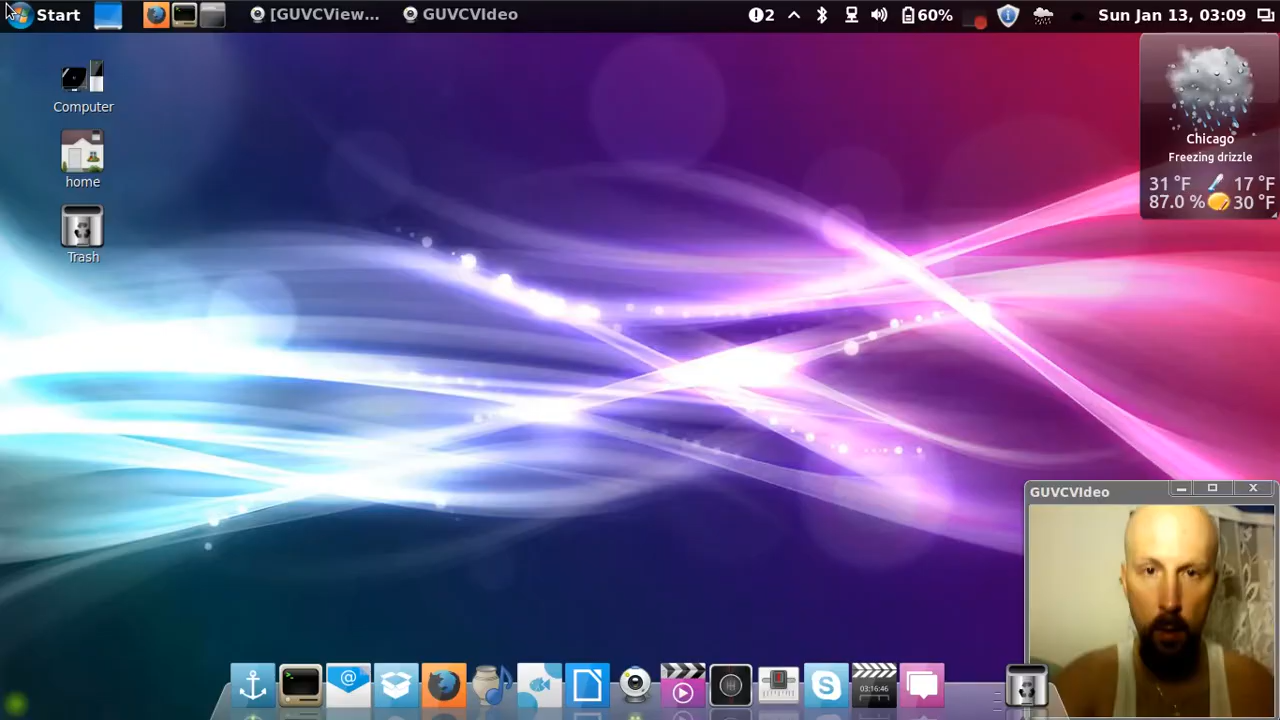 Start
[GUVCView...
GUVCVIdeo
2
60%
Sun Jan 13, 03:09
Computer
home
Trash
Chicago
Freezing drizzle
31 °F 17 °F
87.0 % 30 °F
GUVCVIdeo
@
03:16:46